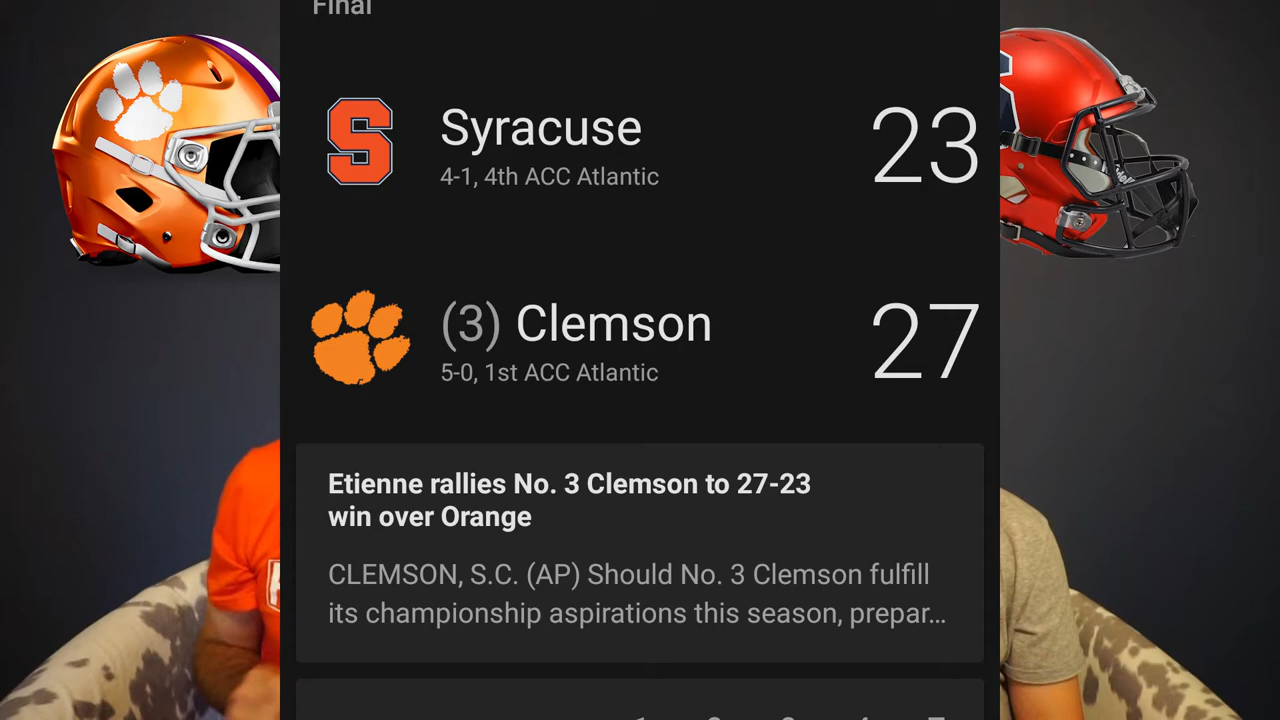 Final
S
Syracuse
4-1, 4th ACC Atlantic
23
(3) Clemson
5-0, 1st ACC Atlantic
27
Etienne rallies No. 3 Clemson to 27-23
win over Orange
CLEMSON, S.C. (AP) Should No. 3 Clemson fulfill
its championship aspirations this season, prepar...